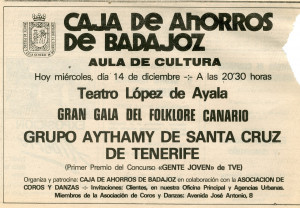 CAJA DE AHORROS
DE BADAJOZ
AULA DE CULTURA
Hoy miércoles, día 14 de diciembre -:- A las 20'30 horas
Teatro López de Ayala
GRAN GALA DEL FOLKLORE CANARIO
GRUPO AYTHAMY DE SANTA CRUZ
DE TENERIFE
(Primer Premio del Concurso «GENTE JOVEN» de TVE)
Organiza y patrocina: CAJA DE AHORROS DE BADAJOZ en colaboración con la ASOCIACION DE
COROS Y DANZAS -:- Invitaciones: Clientes, en nuestra Oficina Principal y Agencias Urbanas.
Miembros de la Asociación de Coros y Danzas: Avenida José Antonio, 8